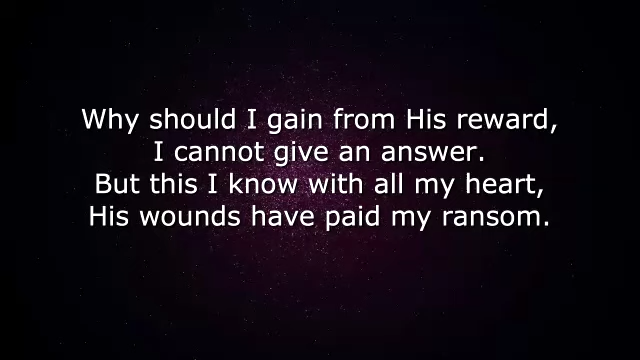 Why should I gain from His reward,
I cannot give an answer.
But this I know with all my heart,
His wounds have paid my ransom.